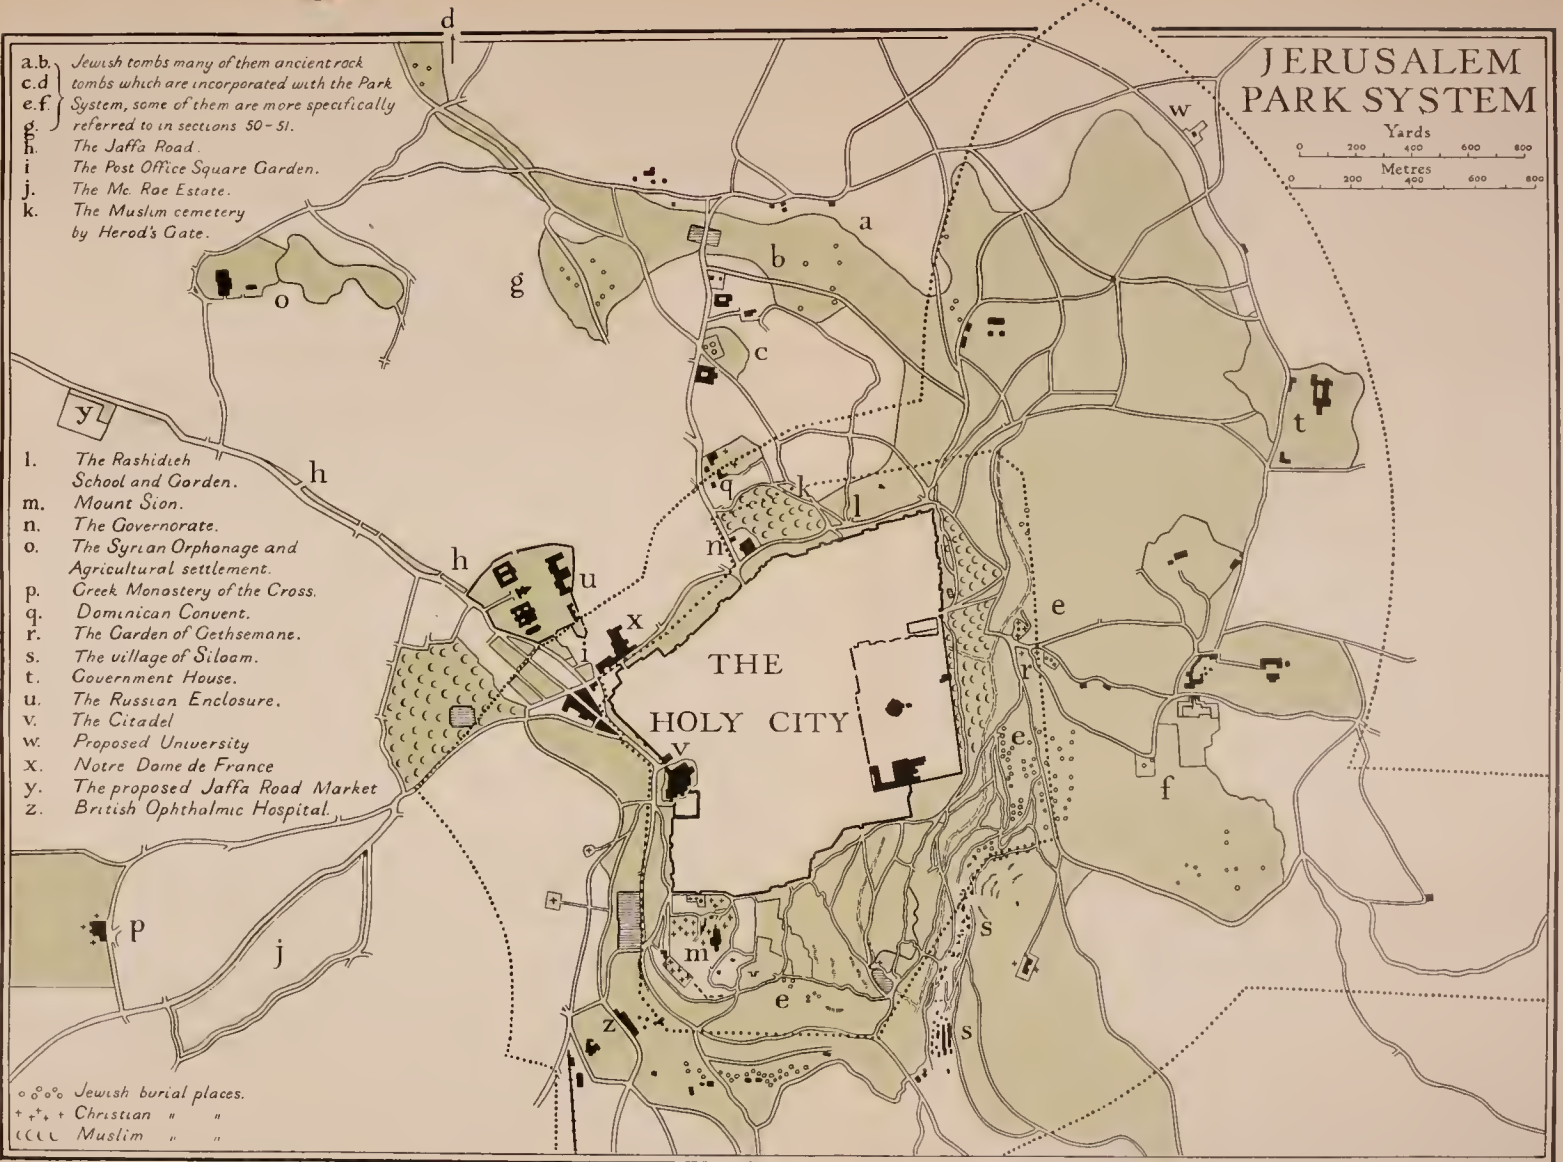 d
JERUSALEM
PARK SYSTEM
Yards
0 200 400 600 800
Metres
0 200 400 600 800
a.b. Jewish tombs many of them ancient rock
c.d tombs which are incorporated with the Park
e.f. System, some of them are more specifically
g. referred to in sections 50-51.
h. The Jaffa Road.
i The Post Office Square Garden.
j. The Mc. Rae Estate.
k. The Muslim cemetery
by Herod's Gate.
w
a
b
g
o
c
y
t
h
q
k
l
l. The Rashidieh
School and Garden.
m. Mount Sion.
n. The Governorate.
o. The Syrian Orphanage and
Agricultural settlement.
p. Greek Monastery of the Cross.
q. Dominican Convent.
r. The Garden of Gethsemane.
s. The village of Siloam.
t. Government House.
u. The Russian Enclosure.
v. The Citadel
w. Proposed University
x. Notre Dame de France
y. The proposed Jaffa Road Market
z. British Ophthalmic Hospital.
n
h
u
e
x
i
r
THE
HOLY CITY
v
e
f
p
j
m
s
e
z
s
Jewish burial places.
Christian " "
Muslim " "